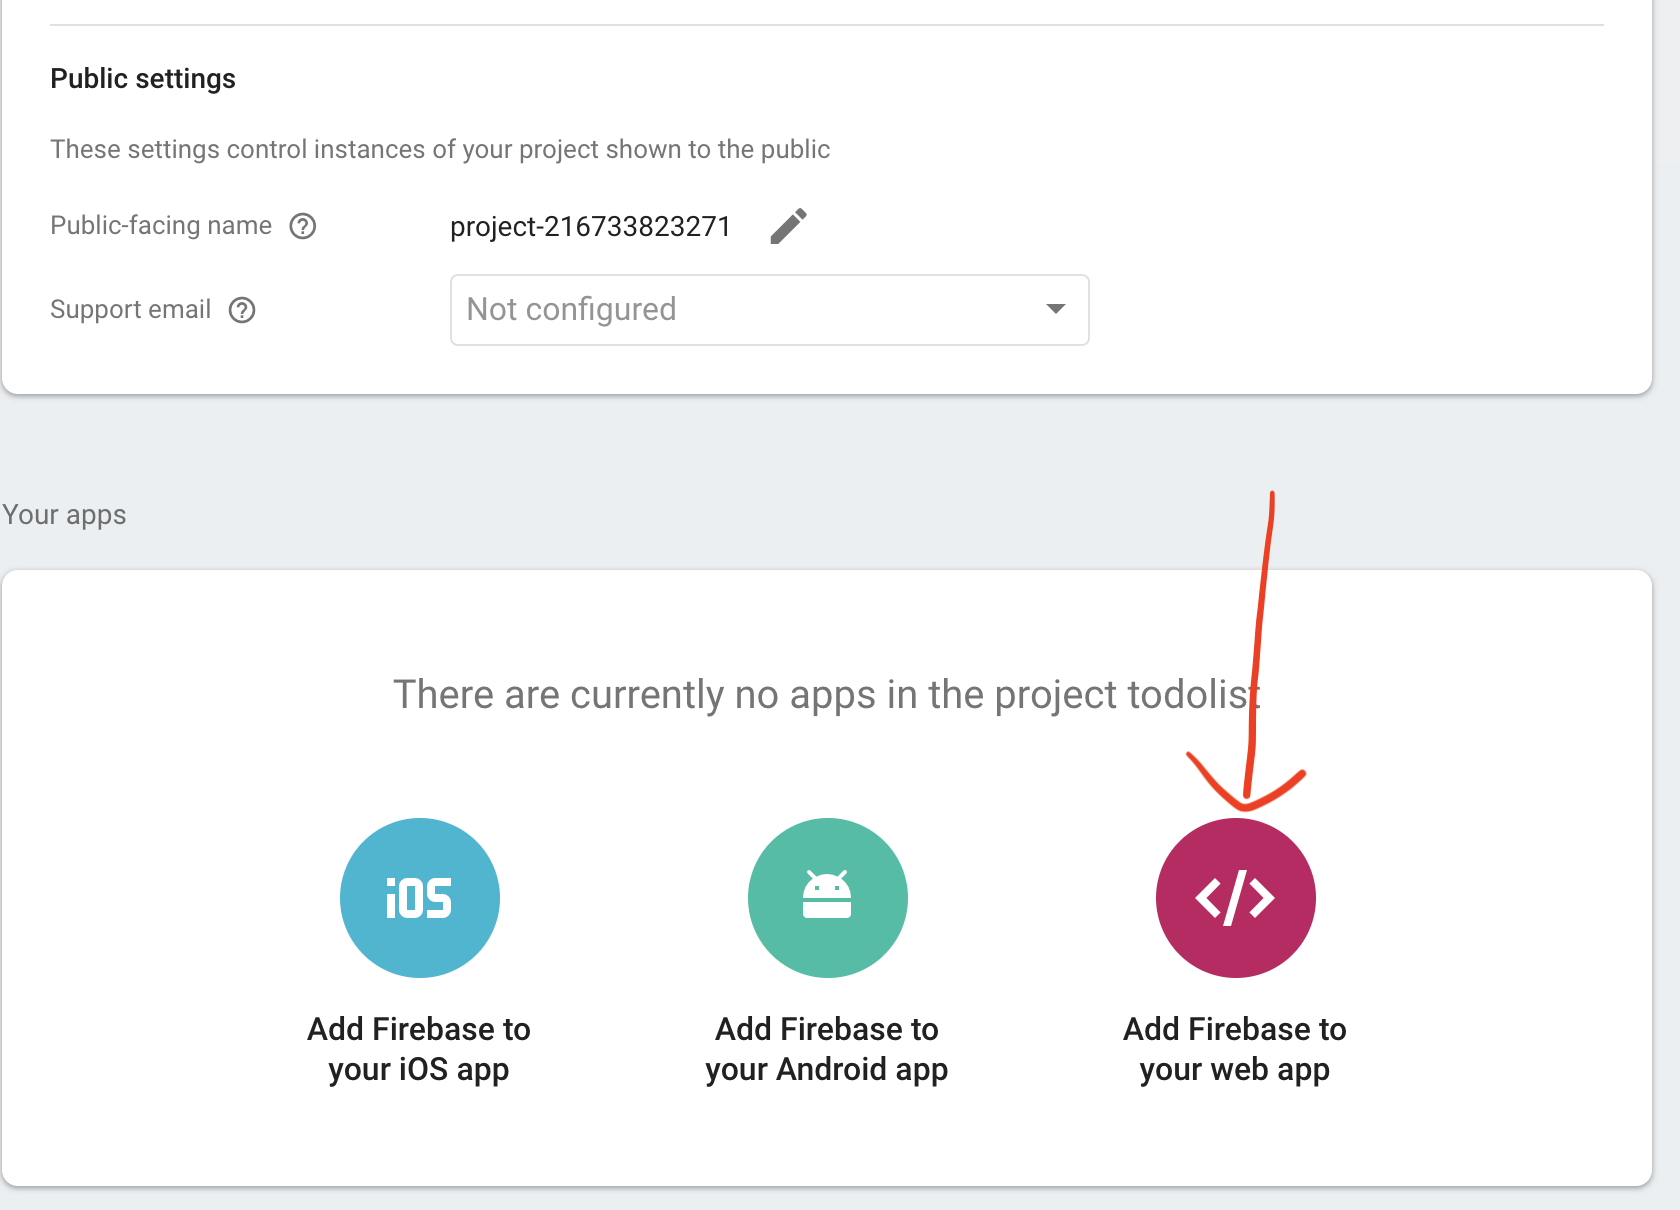 Public settings
These settings control instances of your project shown to the public
Public-facing name ? project-216733823271
Support email ? Not configured
Your apps
There are currently no apps in the project todolist
iOS
</>
Add Firebase to
your iOS app
Add Firebase to
your Android app
Add Firebase to
your web app